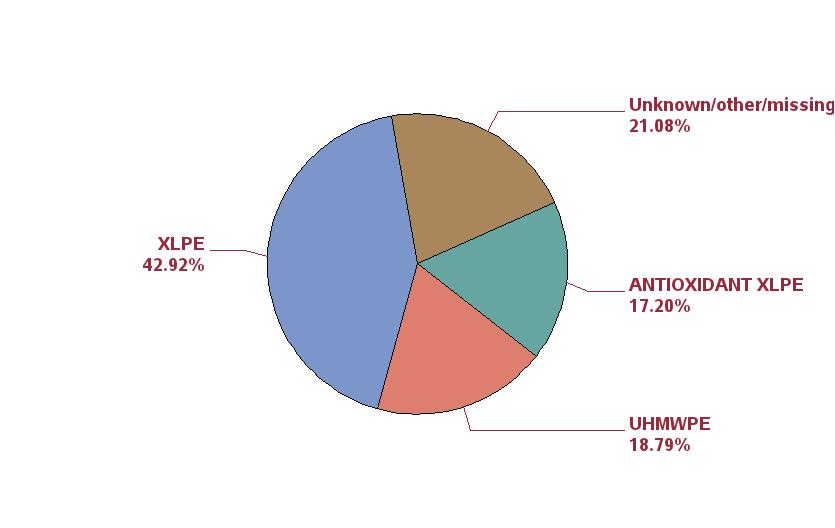 Unknown/other/missing
21.08%
XLPE
42.92%
ANTIOXIDANT XLPE
17.20%
UHMWPE
18.79%